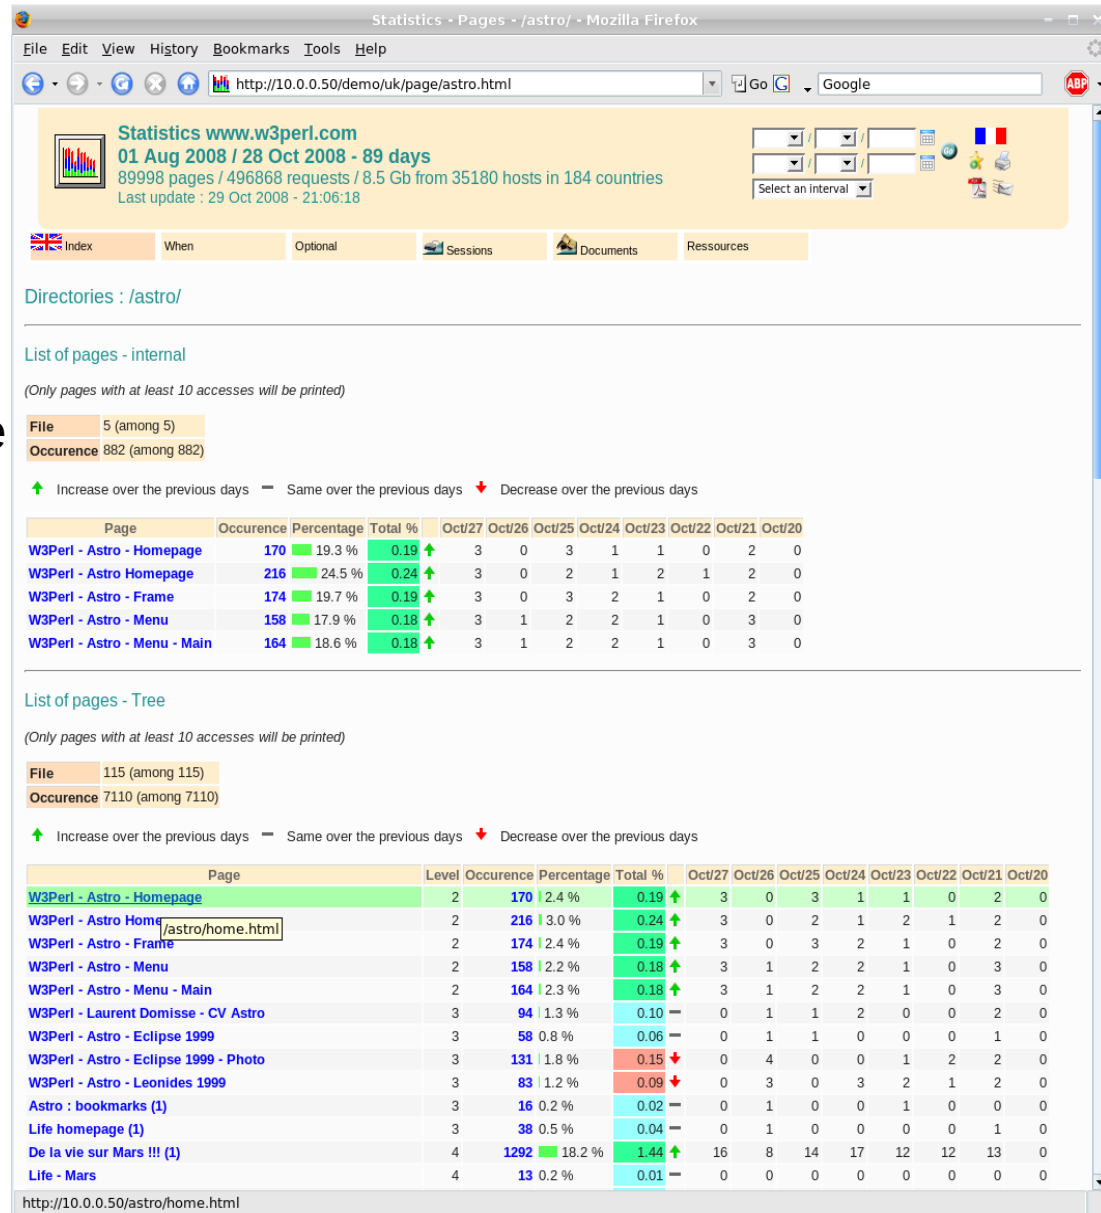 Statistics - Pages - /astro/ - Mozilla Firefox
File Edit View History Bookmarks Tools Help
http://10.0.0.50/demo/uk/page/astro.html Go G Google ABP
Statistics www.w3perl.com
01 Aug 2008 / 28 Oct 2008 - 89 days
89998 pages / 496868 requests / 8.5 Gb from 35180 hosts in 184 countries
Last update : 29 Oct 2008 - 21:06:18
/ /
/ /
Go
Select an interval
Index When Optional Sessions Documents Ressources
Directories : /astro/
List of pages - internal
(Only pages with at least 10 accesses will be printed)
e
File 5 (among 5)
Occurence 882 (among 882)
Increase over the previous days Same over the previous days Decrease over the previous days
Page Occurence Percentage Total % Oct/27 Oct/26 Oct/25 Oct/24 Oct/23 Oct/22 Oct/21 Oct/20
W3Perl - Astro - Homepage 170 19.3 % 0.19 3 0 3 1 1 0 2 0
W3Perl - Astro Homepage 216 24.5 % 0.24 3 0 2 1 2 1 2 0
W3Perl - Astro - Frame 174 19.7 % 0.19 3 0 3 2 1 0 2 0
W3Perl - Astro - Menu 158 17.9 % 0.18 3 1 2 2 1 0 3 0
W3Perl - Astro - Menu - Main 164 18.6 % 0.18 3 1 2 2 1 0 3 0
List of pages - Tree
(Only pages with at least 10 accesses will be printed)
File 115 (among 115)
Occurence 7110 (among 7110)
Increase over the previous days Same over the previous days Decrease over the previous days
Page Level Occurence Percentage Total % Oct/27 Oct/26 Oct/25 Oct/24 Oct/23 Oct/22 Oct/21 Oct/20
W3Perl - Astro - Homepage 2 170 2.4 % 0.19 3 0 3 1 1 0 2 0
W3Perl - Astro Home 2 216 3.0 % 0.24 3 0 2 1 2 1 2 0
/astro/home.html
W3Perl - Astro - Frame 2 174 2.4 % 0.19 3 0 3 2 1 0 2 0
W3Perl - Astro - Menu 2 158 2.2 % 0.18 3 1 2 2 1 0 3 0
W3Perl - Astro - Menu - Main 2 164 2.3 % 0.18 3 1 2 2 1 0 3 0
W3Perl - Laurent Domisse - CV Astro 3 94 1.3 % 0.10 0 1 1 2 0 0 2 0
W3Perl - Astro - Eclipse 1999 3 58 0.8 % 0.06 0 1 1 0 0 0 1 0
W3Perl - Astro - Eclipse 1999 - Photo 3 131 1.8 % 0.15 0 4 0 0 1 2 2 0
W3Perl - Astro - Leonides 1999 3 83 1.2 % 0.09 0 3 0 3 2 1 2 0
Astro : bookmarks (1) 3 16 0.2 % 0.02 0 1 0 0 1 0 0 0
Life homepage (1) 3 38 0.5 % 0.04 0 1 0 0 0 0 1 0
De la vie sur Mars !!! (1) 4 1292 18.2 % 1.44 16 8 14 17 12 12 13 0
Life - Mars 4 13 0.2 % 0.01 0 0 0 0 0 0 0 0
http://10.0.0.50/astro/home.html